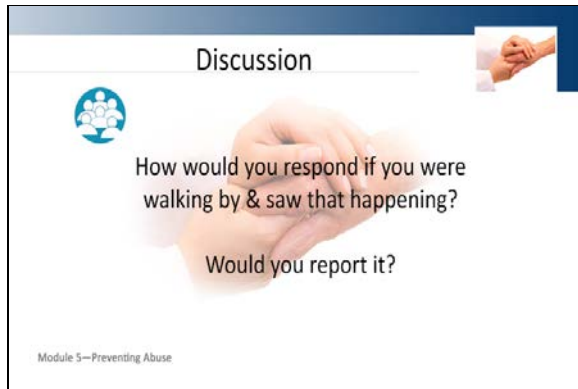 Discussion
How would you respond if you were
walking by & saw that happening?
Would you report it?
Module 5—Preventing Abuse